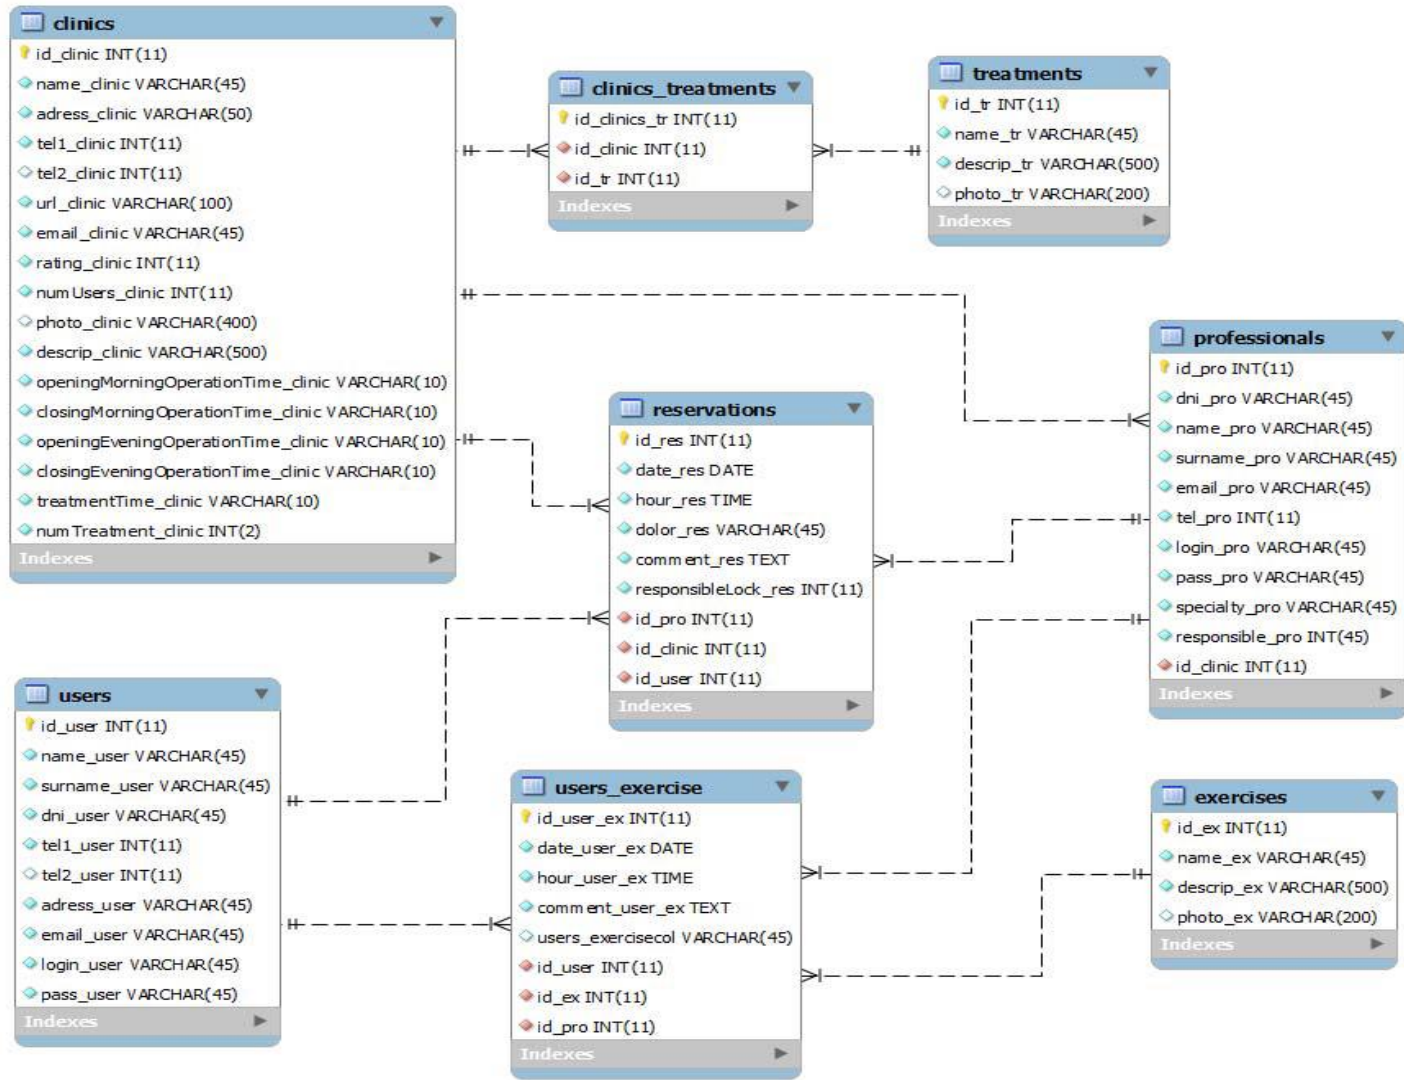 clinics
id_clinic INT(11)
name_clinic VARCHAR(45)
adress_clinic VARCHAR(50)
tel1_clinic INT(11)
tel2_clinic INT(11)
url_clinic VARCHAR(100)
email_clinic VARCHAR(45)
rating_clinic INT(11)
numUsers_clinic INT(11)
photo_clinic VARCHAR(400)
descrip_clinic VARCHAR(500)
openingMorningOperationTime_clinic VARCHAR(10)
closingMorningOperationTime_clinic VARCHAR(10)
openingEveningOperationTime_clinic VARCHAR(10)
closingEveningOperationTime_clinic VARCHAR(10)
treatmentTime_clinic VARCHAR(10)
numTreatment_clinic INT(2)
Indexes
clinics_treatments
id_clinics_tr INT(11)
id_clinic INT(11)
id_tr INT(11)
Indexes
treatments
id_tr INT(11)
name_tr VARCHAR(45)
descrip_tr VARCHAR(500)
photo_tr VARCHAR(200)
Indexes
professionals
id_pro INT(11)
dni_pro VARCHAR(45)
name_pro VARCHAR(45)
surname_pro VARCHAR(45)
email_pro VARCHAR(45)
tel_pro INT(11)
login_pro VARCHAR(45)
pass_pro VARCHAR(45)
specialty_pro VARCHAR(45)
responsible_pro INT(45)
id_clinic INT(11)
Indexes
reservations
id_res INT(11)
date_res DATE
hour_res TIME
dolor_res VARCHAR(45)
comment_res TEXT
responsibleLock_res INT(11)
id_pro INT(11)
id_clinic INT(11)
id_user INT(11)
Indexes
users
id_user INT(11)
name_user VARCHAR(45)
surname_user VARCHAR(45)
dni_user VARCHAR(45)
tel1_user INT(11)
tel2_user INT(11)
adress_user VARCHAR(45)
email_user VARCHAR(45)
login_user VARCHAR(45)
pass_user VARCHAR(45)
Indexes
users_exercise
id_user_ex INT(11)
date_user_ex DATE
hour_user_ex TIME
comment_user_ex TEXT
users_exercisecol VARCHAR(45)
id_user INT(11)
id_ex INT(11)
id_pro INT(11)
Indexes
exercises
id_ex INT(11)
name_ex VARCHAR(45)
descrip_ex VARCHAR(500)
photo_ex VARCHAR(200)
Indexes